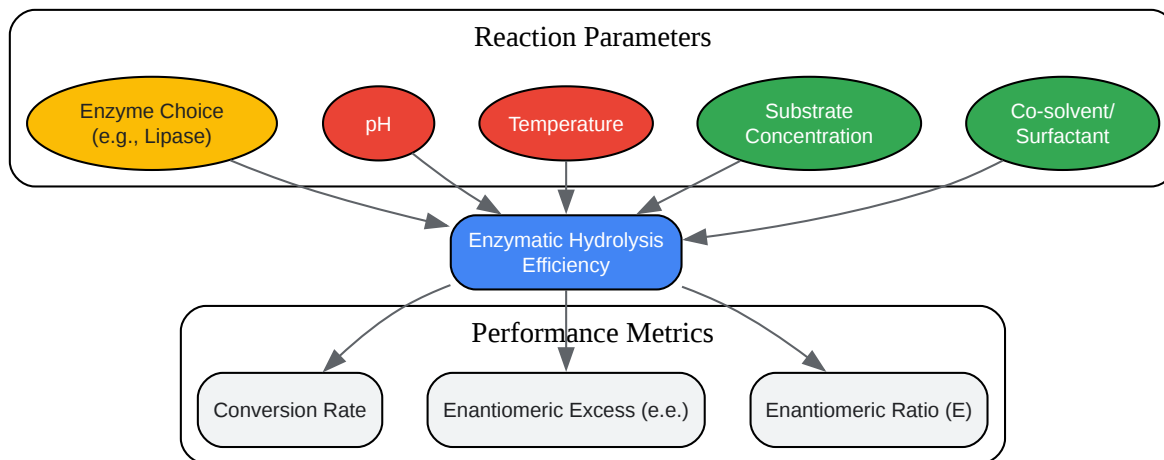 Reaction Parameters
Enzyme Choice
(e.g., Lipase)
pH
Temperature
Substrate
Concentration
Co-solvent/
Surfactant
Enzymatic Hydrolysis
Efficiency
Performance Metrics
Conversion Rate
Enantiomeric Excess (e.e.)
Enantiomeric Ratio (E)